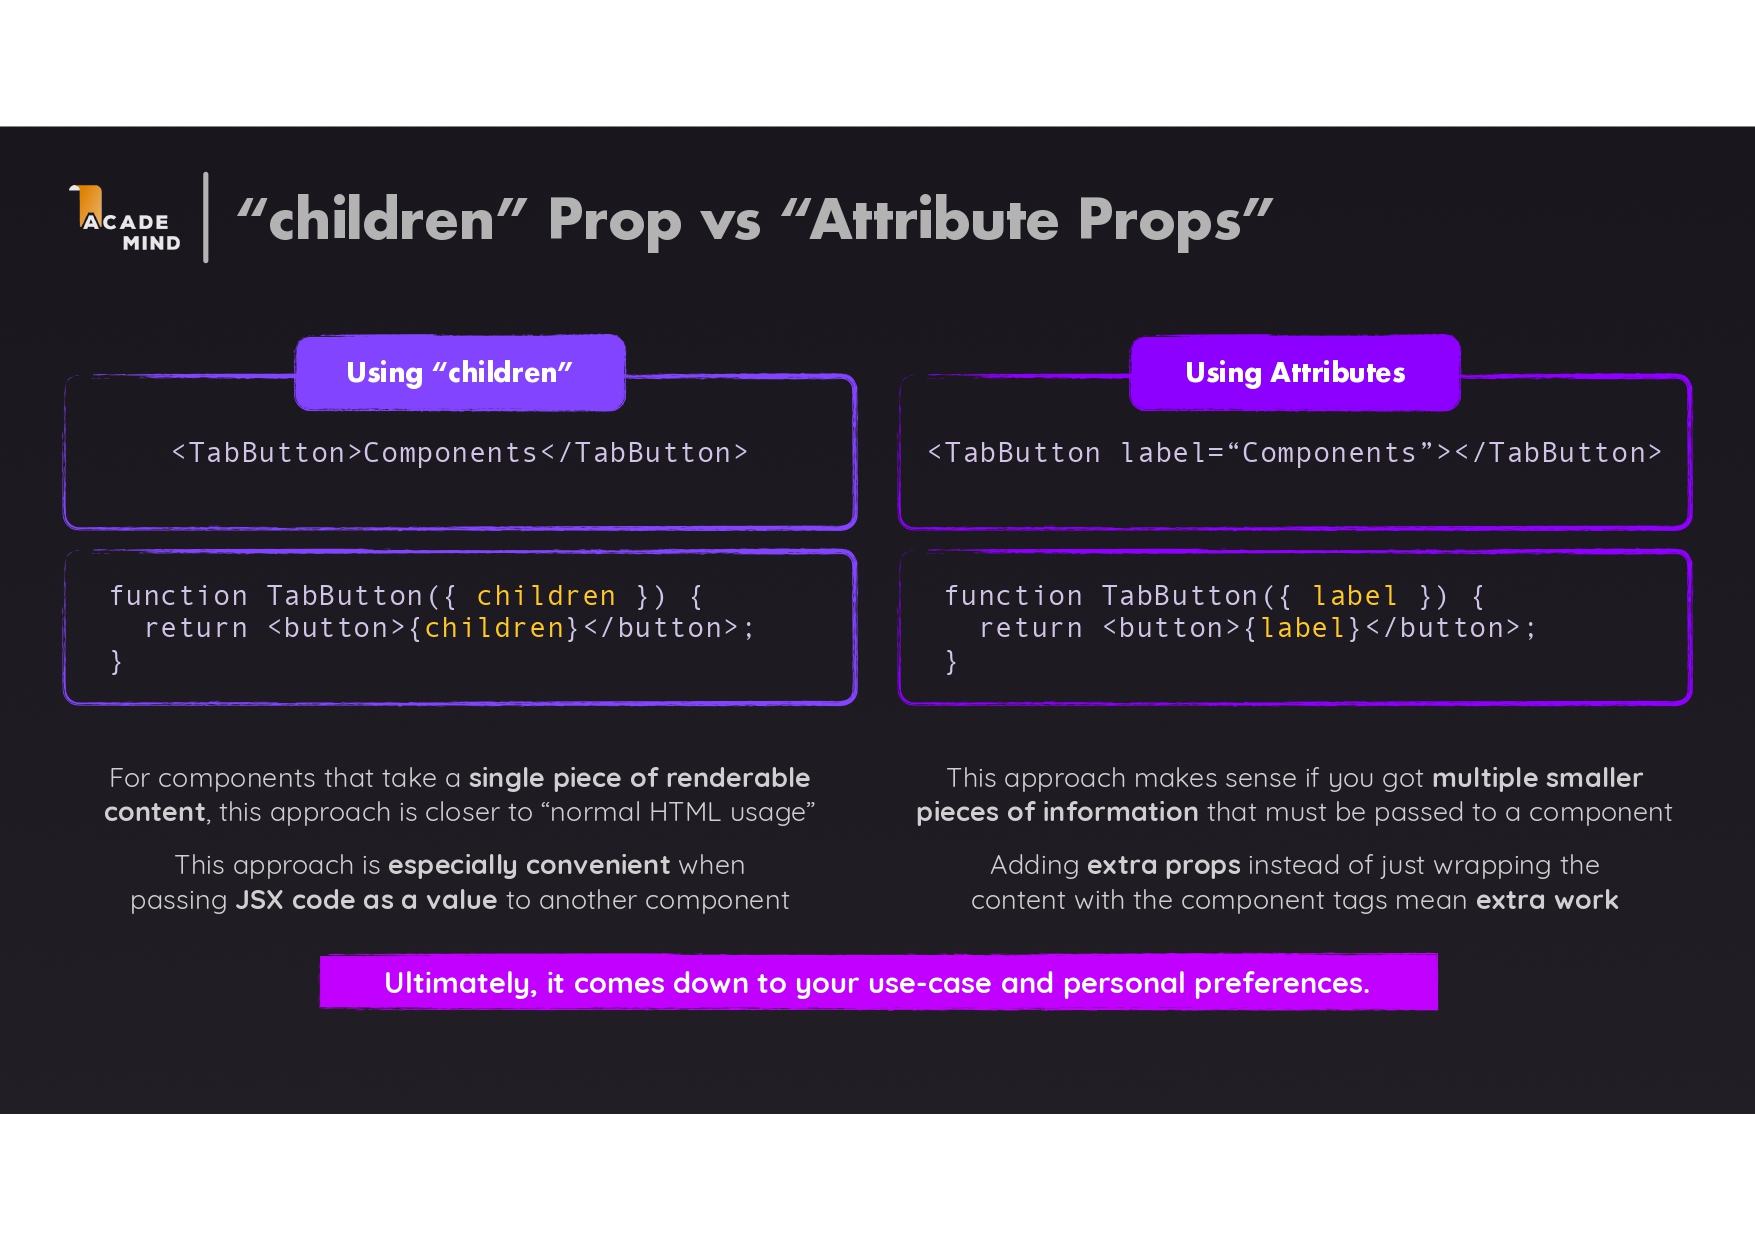 ACADE
MIND
“children” Prop vs “Attribute Props”
Using “children”
<TabButton>Components</TabButton>
function TabButton({ children }) {
  return <button>{children}</button>;
}
For components that take a single piece of renderable
content, this approach is closer to “normal HTML usage”
This approach is especially convenient when
passing JSX code as a value to another component
Using Attributes
<TabButton label=“Components”></TabButton>
function TabButton({ label }) {
  return <button>{label}</button>;
}
This approach makes sense if you got multiple smaller
pieces of information that must be passed to a component
Adding extra props instead of just wrapping the
content with the component tags mean extra work
Ultimately, it comes down to your use-case and personal preferences.